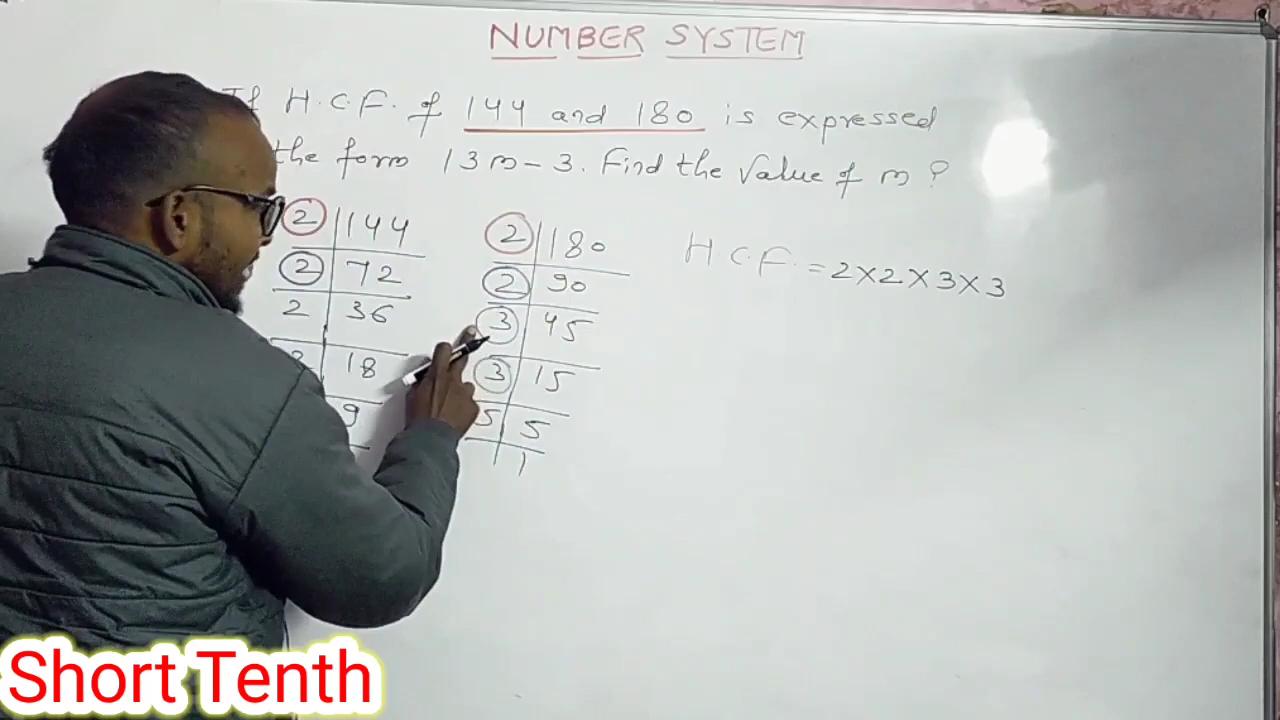 NUMBER SYSTEM
If H.C.F. of 144 and 180 is expressed
the form 13m-3. Find the value of m?
2 | 144
2 | 72
2 | 36
2 | 18
9
2 | 180
2 | 90
3 | 45
3 | 15
5 | 5
1
H.C.F. = 2×2×3×3
Short Tenth